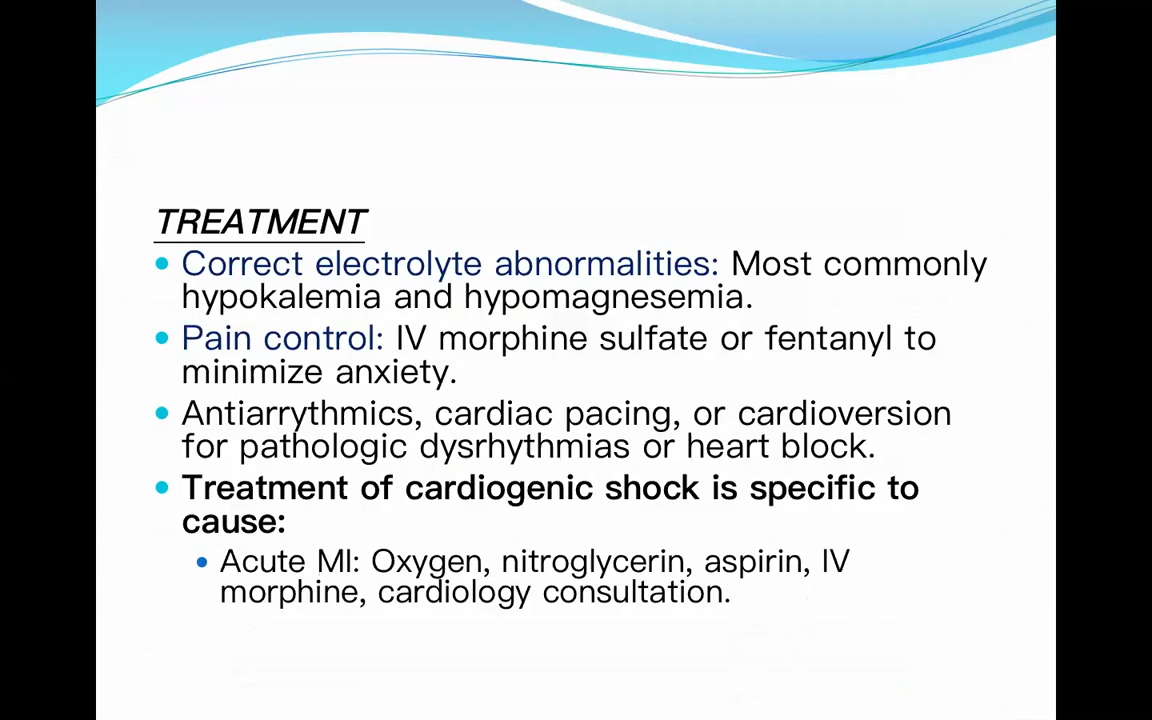 TREATMENT
• Correct electrolyte abnormalities: Most commonly
hypokalemia and hypomagnesemia.
• Pain control: IV morphine sulfate or fentanyl to
minimize anxiety.
• Antiarrythmics, cardiac pacing, or cardioversion
for pathologic dysrhythmias or heart block.
• Treatment of cardiogenic shock is specific to
cause:
• Acute MI: Oxygen, nitroglycerin, aspirin, IV
morphine, cardiology consultation.